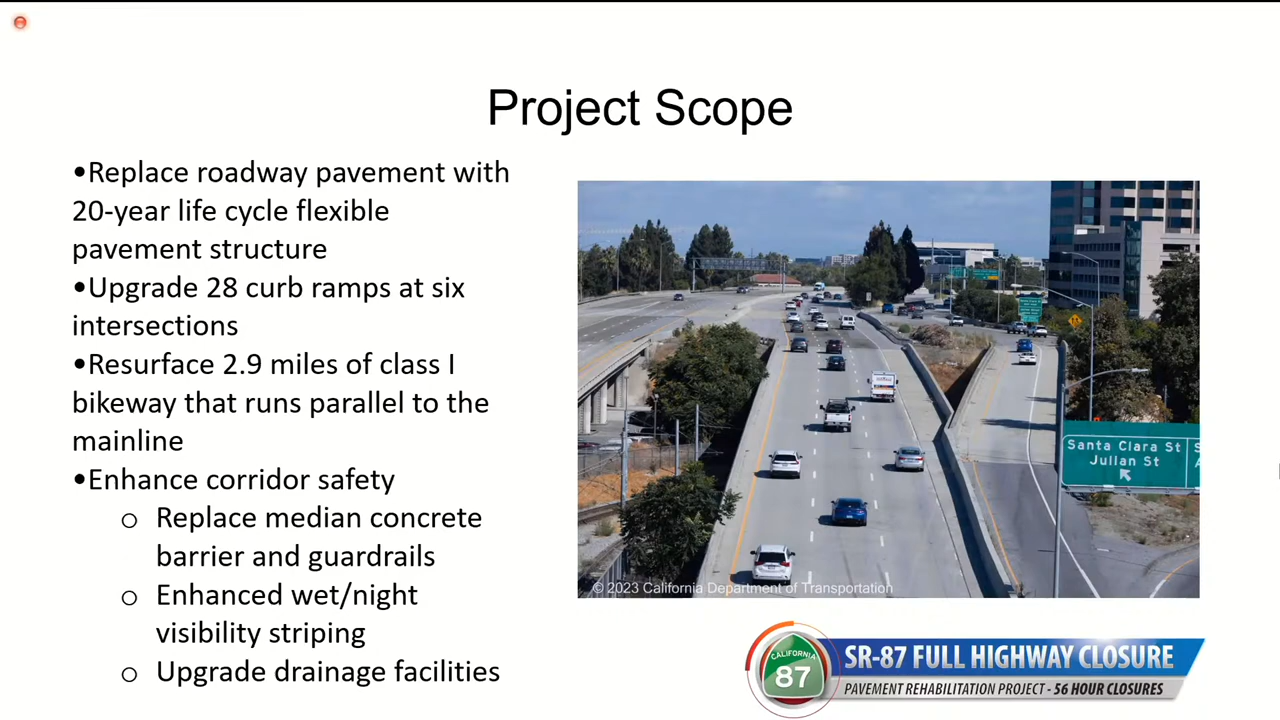 Project Scope
•Replace roadway pavement with
20-year life cycle flexible
pavement structure
•Upgrade 28 curb ramps at six
intersections
•Resurface 2.9 miles of class I
bikeway that runs parallel to the
mainline
•Enhance corridor safety
o Replace median concrete
barrier and guardrails
o Enhanced wet/night
visibility striping
o Upgrade drainage facilities
Santa Clara St
Julian St
© 2023 California Department of Transportation
CALIFORNIA
87
SR-87 FULL HIGHWAY CLOSURE
PAVEMENT REHABILITATION PROJECT - 56 HOUR CLOSURES